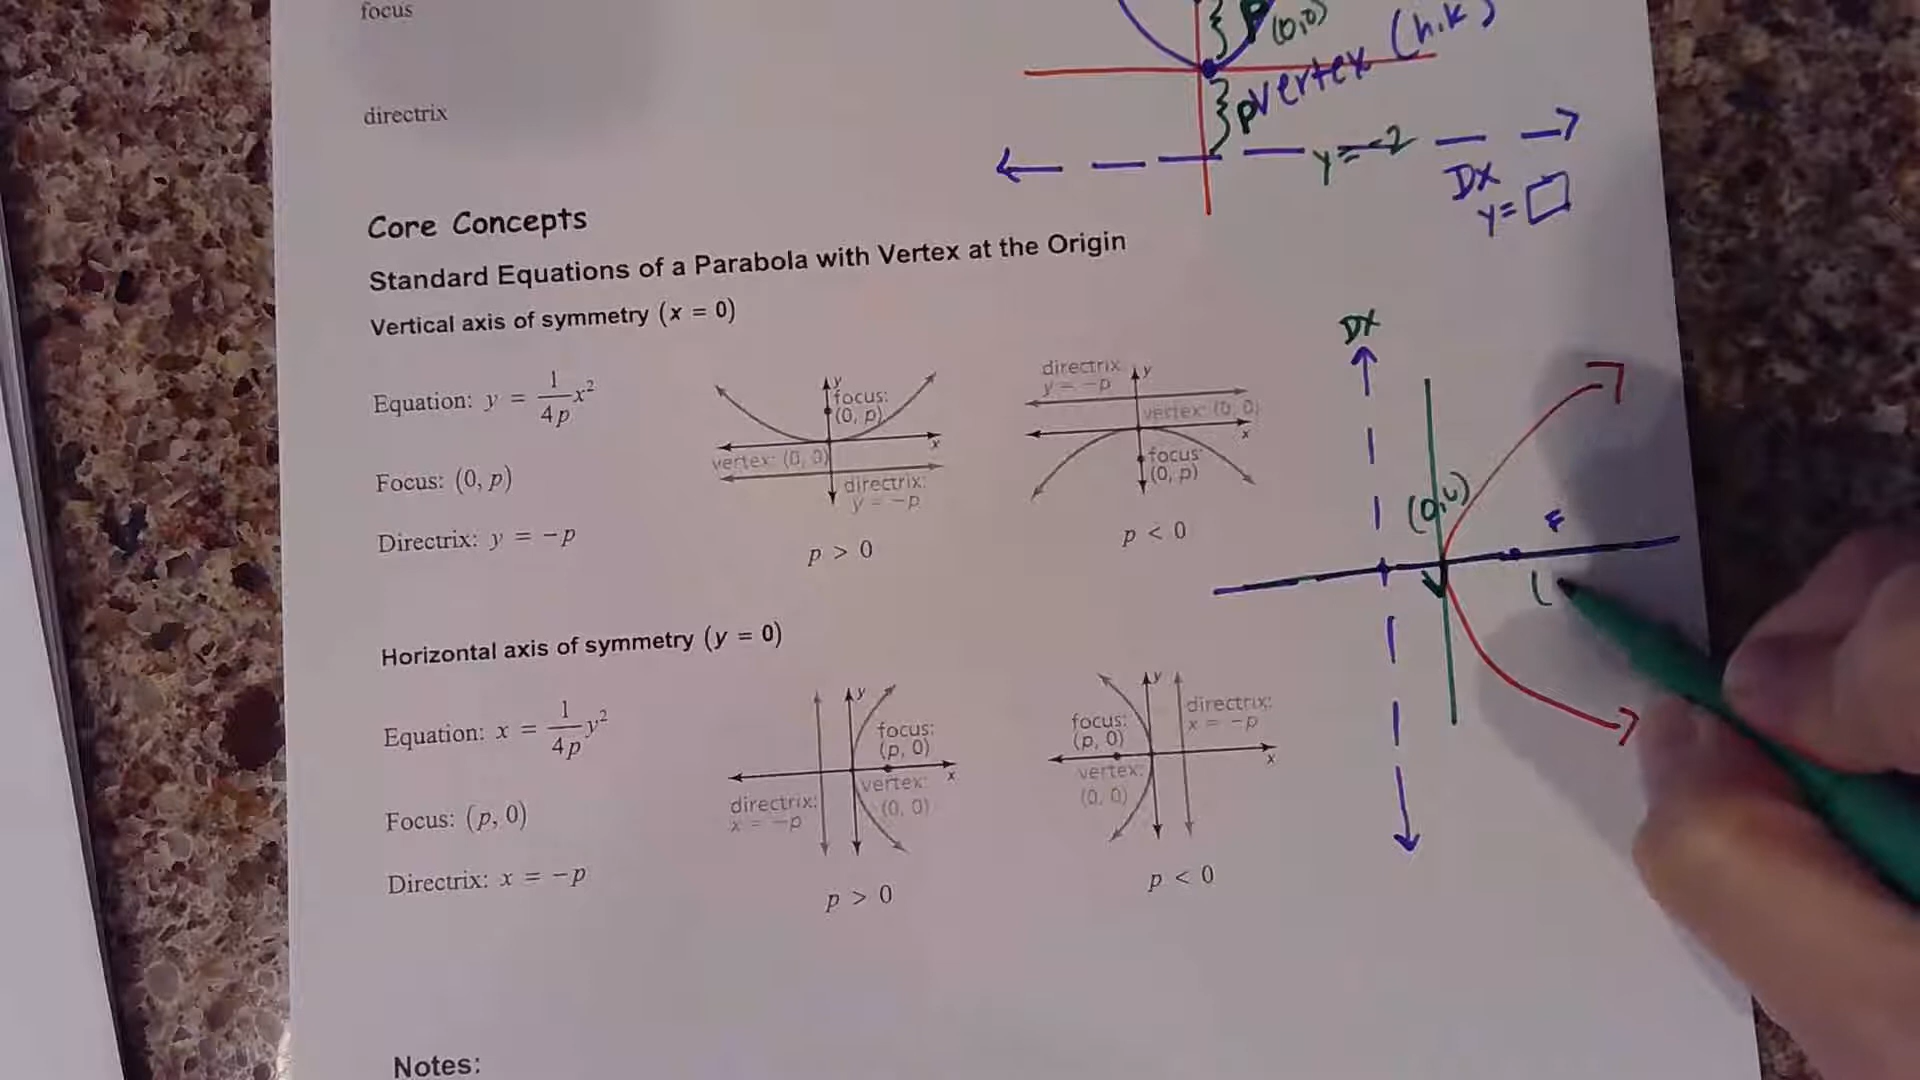 focus
P (0,0)
vertex (h,k)
p
directrix
y = -2
DX
y = □
Core Concepts
Standard Equations of a Parabola with Vertex at the Origin
Vertical axis of symmetry (x = 0)
Equation: y = 1/4p x²
Focus: (0, p)
Directrix: y = −p
y
focus:
(0, p)
x
vertex: (0, 0)
directrix:
y = −p
p > 0
directrix
y = −p
y
vertex: (0, 0)
x
focus:
(0, p)
p < 0
DX
(0,0)
F
(
V
Horizontal axis of symmetry (y = 0)
Equation: x = 1/4p y²
Focus: (p, 0)
Directrix: x = −p
y
focus:
(p, 0)
x
vertex:
(0, 0)
directrix:
x = −p
p > 0
y
directrix:
x = −p
focus:
(p, 0)
x
vertex:
(0, 0)
p < 0
Notes: